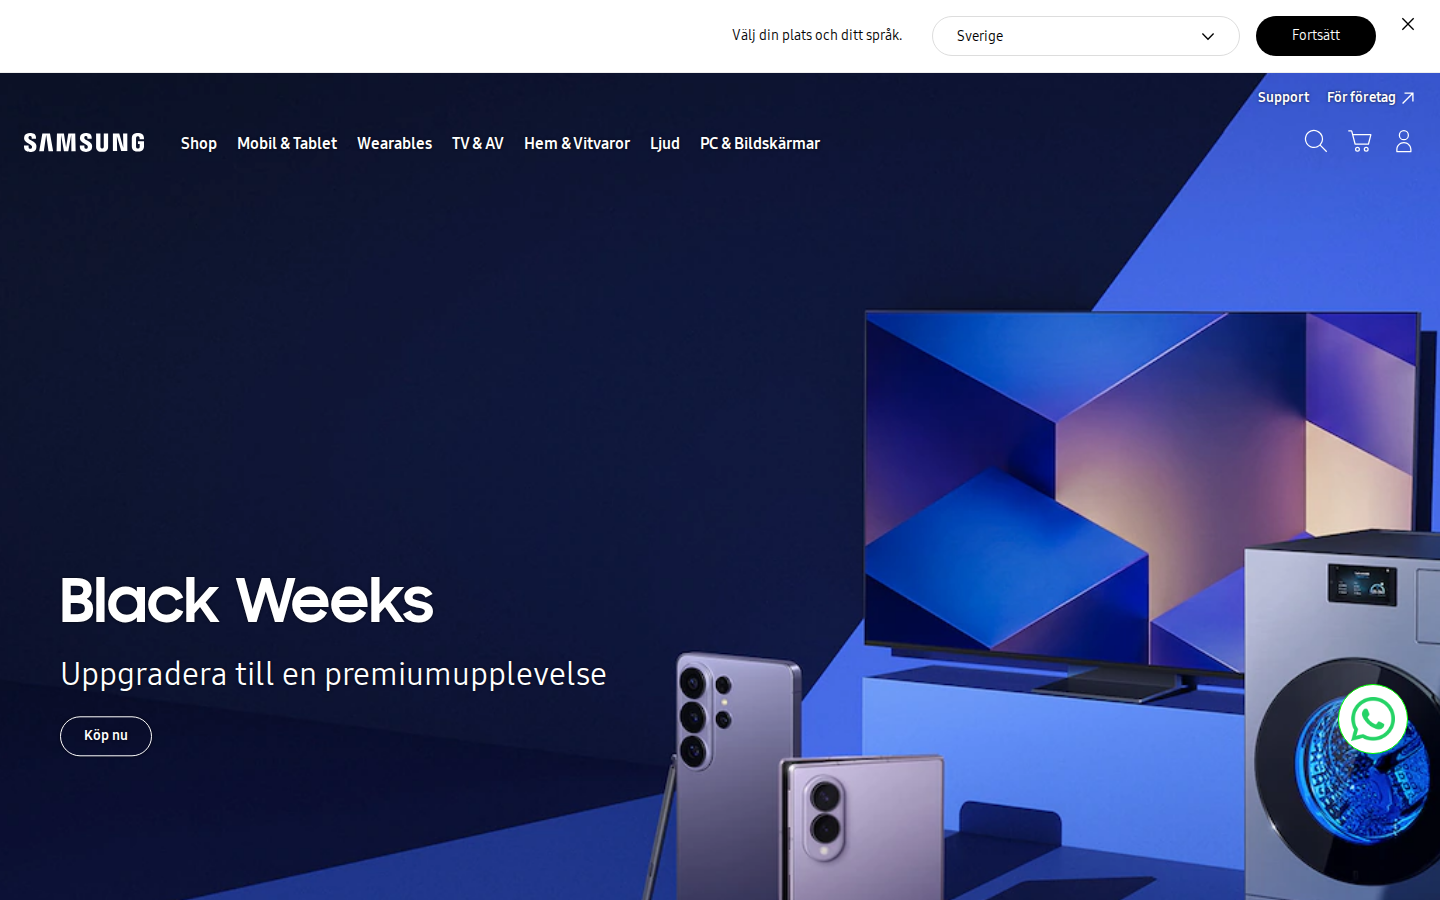 Välj din plats och ditt språk.
Sverige
Fortsätt
Support
För företag
SAMSUNG
Shop
Mobil & Tablet
Wearables
TV & AV
Hem & Vitvaror
Ljud
PC & Bildskärmar
Black Weeks
Uppgradera till en premiumupplevelse
Köp nu